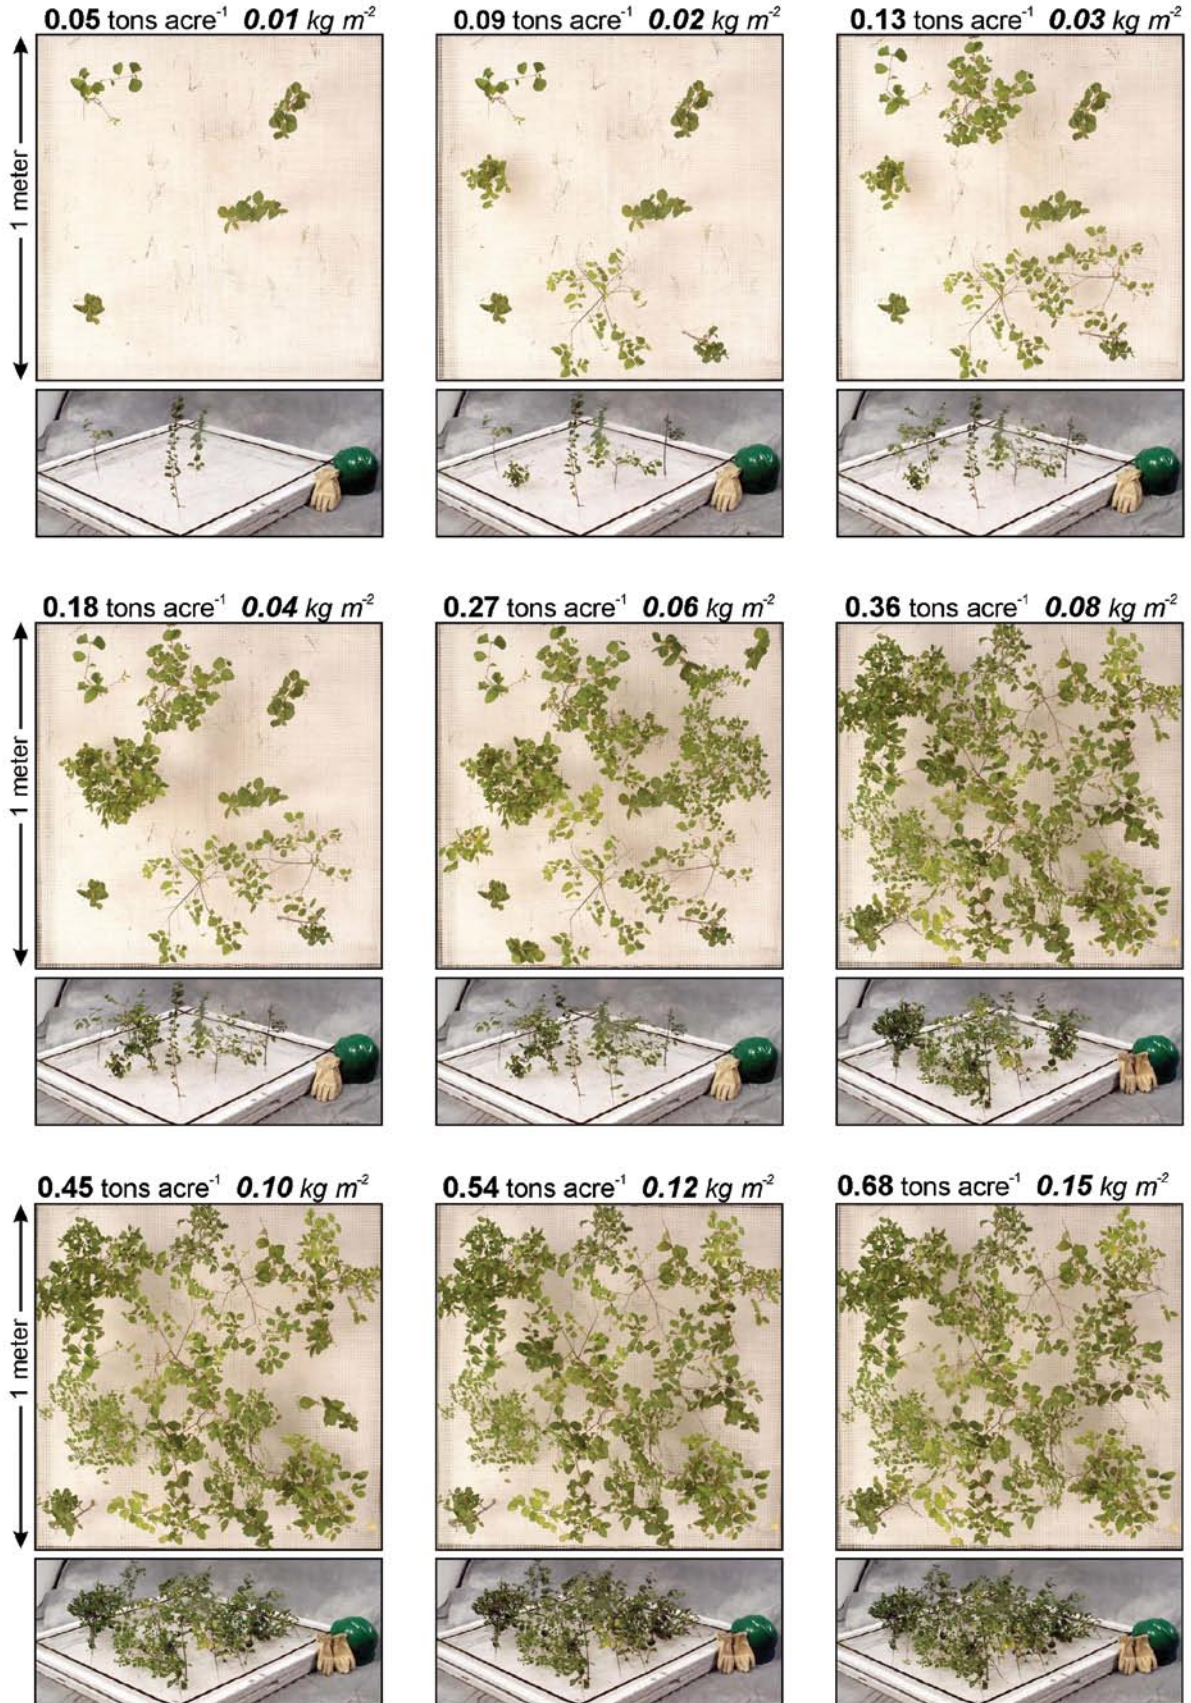 0.05 tons acre⁻¹ 0.01 kg m⁻²
0.09 tons acre⁻¹ 0.02 kg m⁻²
0.13 tons acre⁻¹ 0.03 kg m⁻²
1 meter
0.18 tons acre⁻¹ 0.04 kg m⁻²
0.27 tons acre⁻¹ 0.06 kg m⁻²
0.36 tons acre⁻¹ 0.08 kg m⁻²
1 meter
0.45 tons acre⁻¹ 0.10 kg m⁻²
0.54 tons acre⁻¹ 0.12 kg m⁻²
0.68 tons acre⁻¹ 0.15 kg m⁻²
1 meter